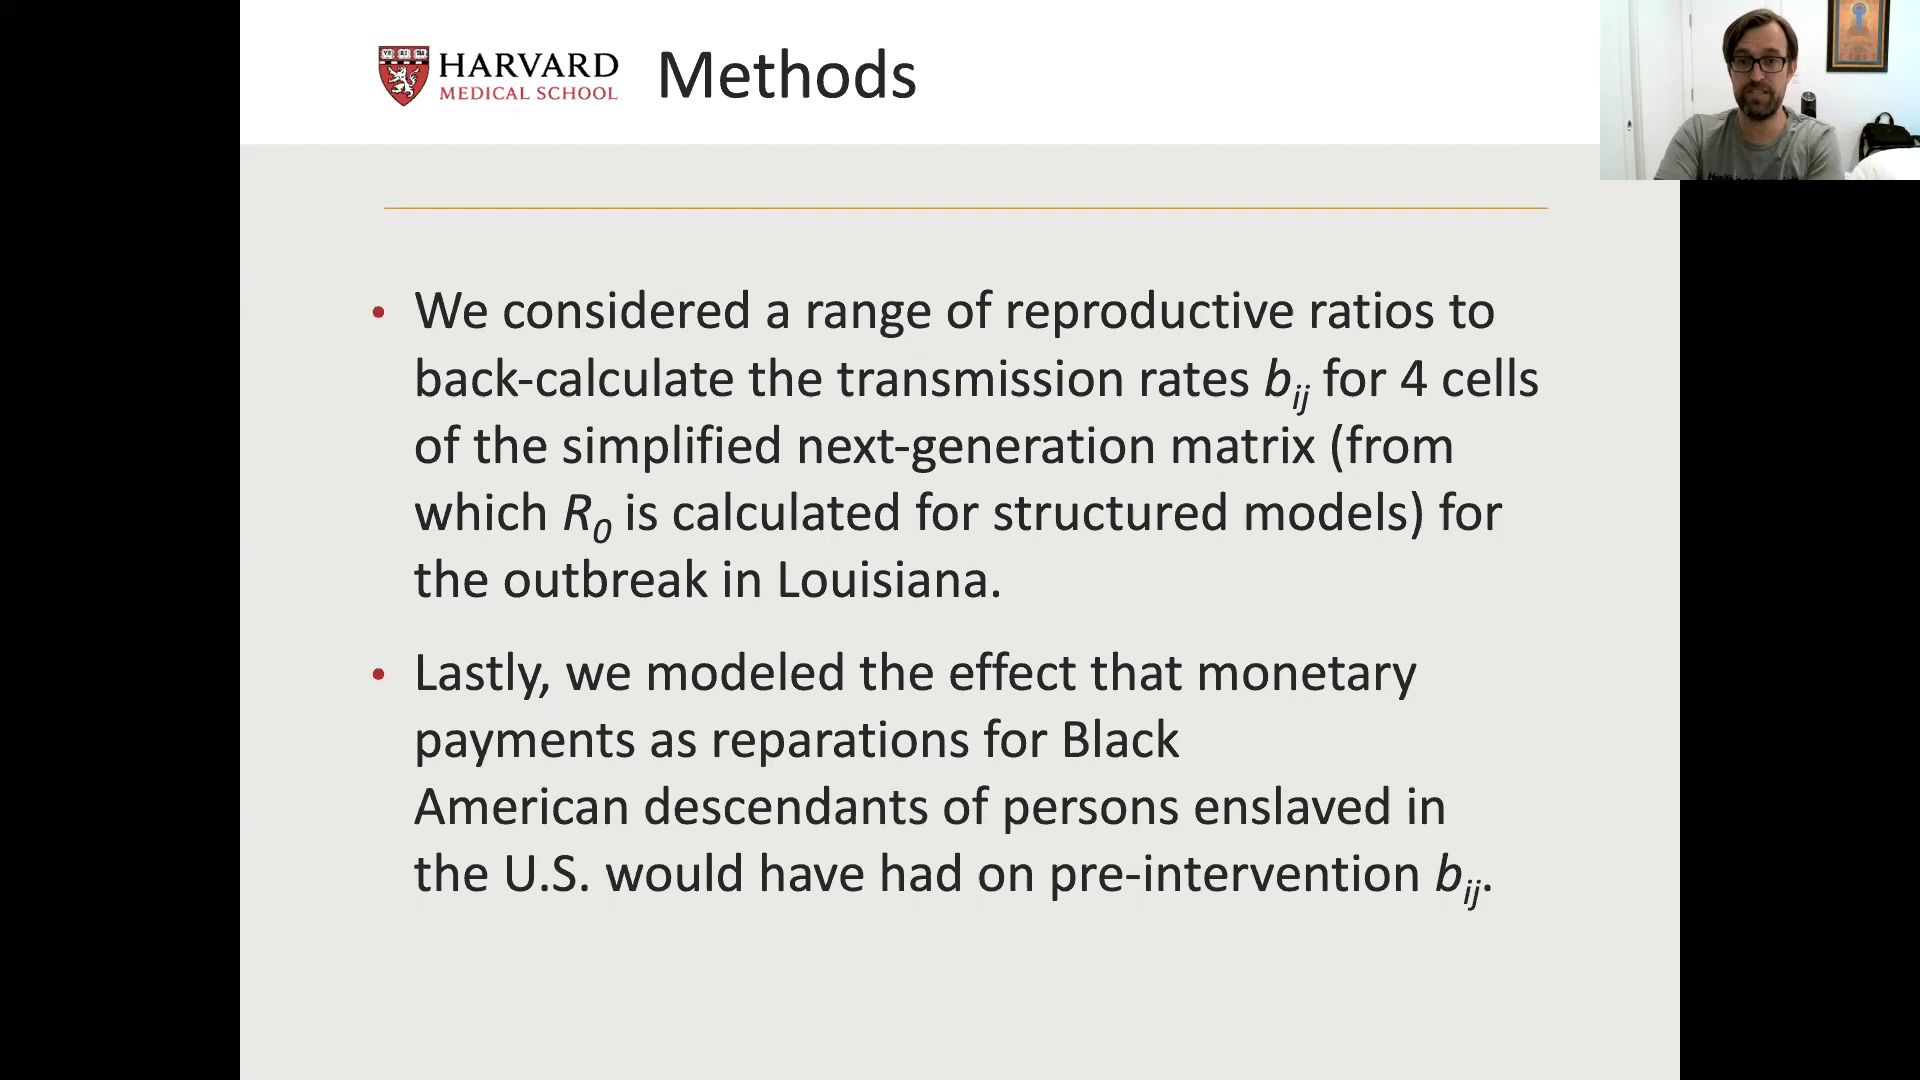 VE RI TAS
HARVARD
MEDICAL SCHOOL
Methods
• We considered a range of reproductive ratios to
back-calculate the transmission rates bij for 4 cells
of the simplified next-generation matrix (from
which R0 is calculated for structured models) for
the outbreak in Louisiana.
• Lastly, we modeled the effect that monetary
payments as reparations for Black
American descendants of persons enslaved in
the U.S. would have had on pre-intervention bij.